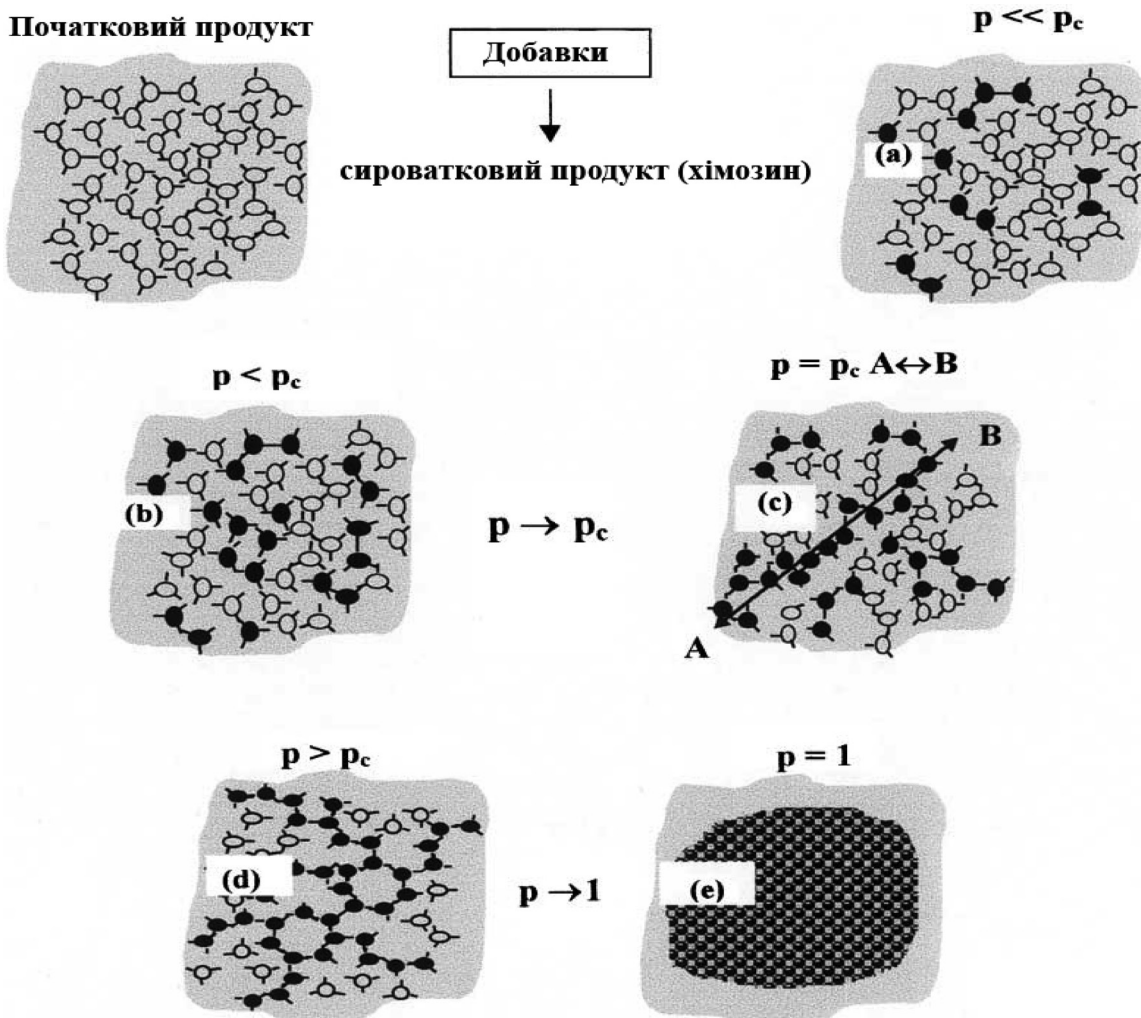 Початковий продукт
Добавки
p << pc
сироватковий продукт (хімозин)
(a)
p < pc
p = pc A↔B
(b)
p → pc
B
(c)
A
p > pc
p = 1
(d)
p →1
(e)